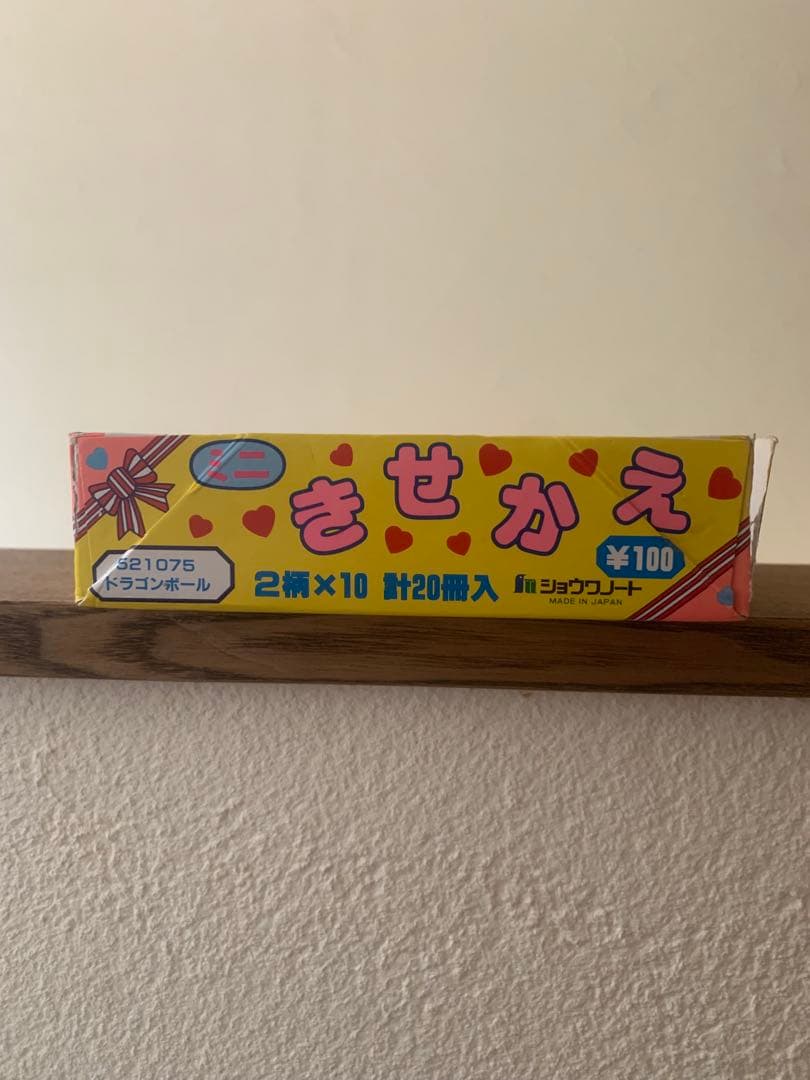 ミニ
きせかえ
¥100
521075
ドラゴンボール
2柄×10 計20冊入
ショウワノート
MADE IN JAPAN